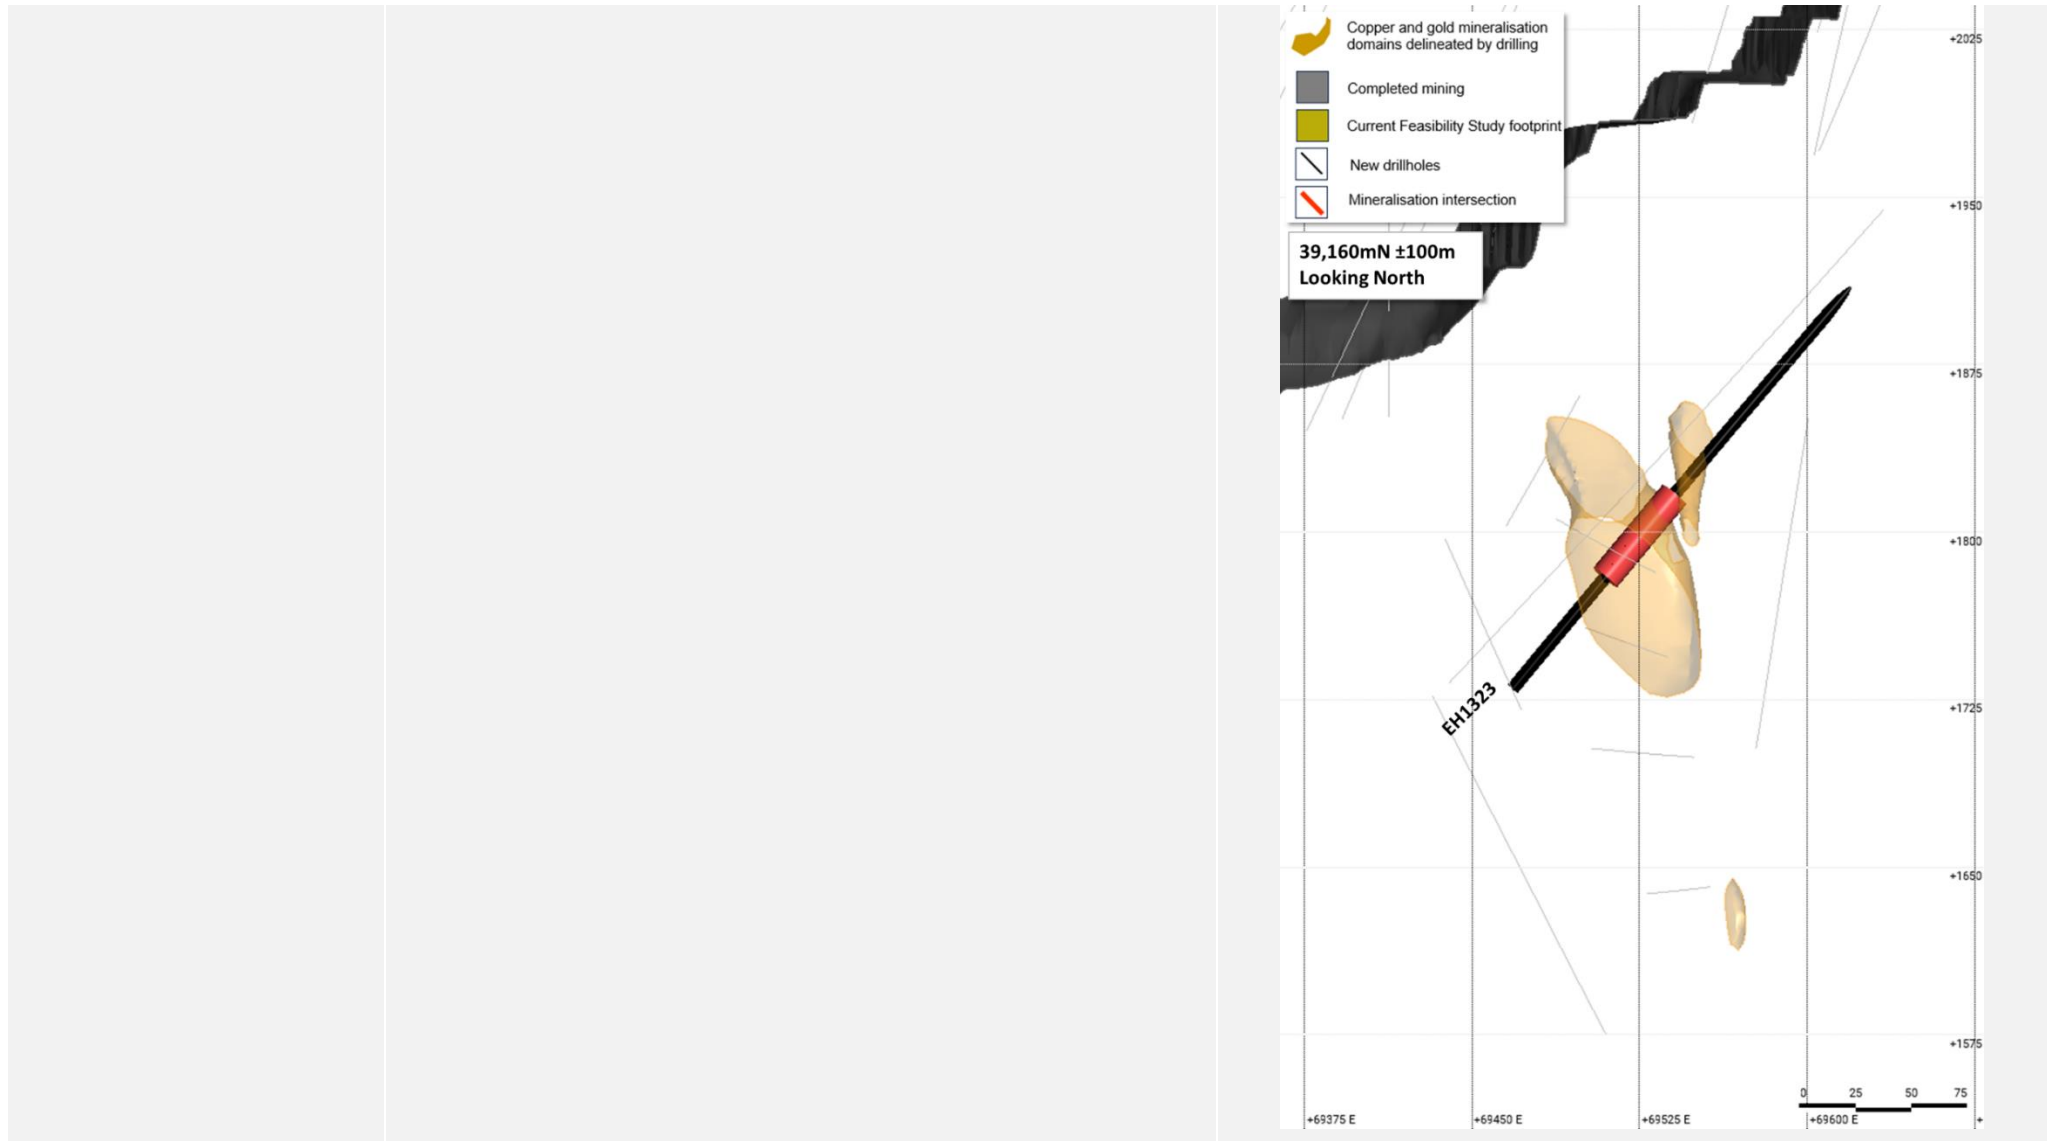 Copper and gold mineralisation
domains delineated by drilling
Completed mining
Current Feasibility Study footprint
New drillholes
Mineralisation intersection
39,160mN ±100m
Looking North
+2025
+1950
+1875
+1800
+1725
+1650
+1575
EH1323
0 25 50 75
+69375 E +69450 E +69525 E +69600 E +